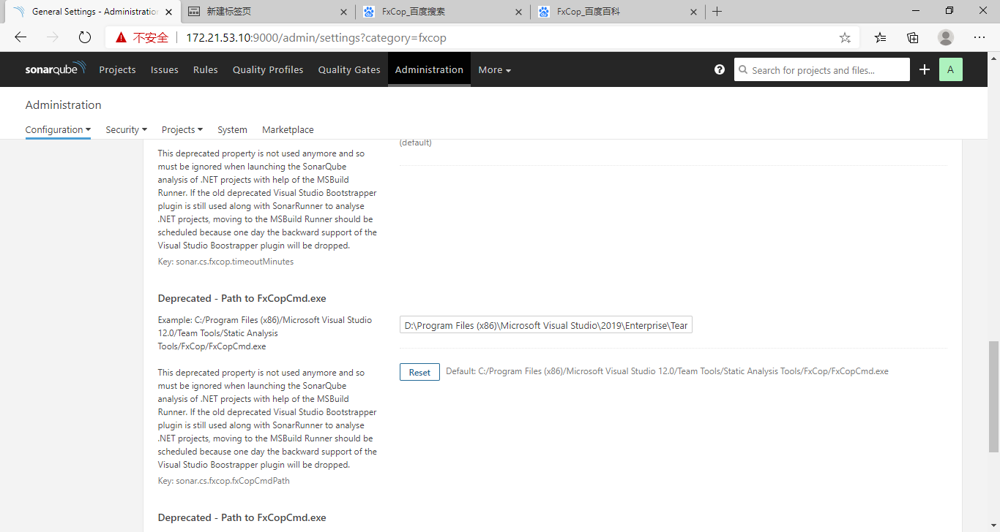 General Settings - Administration
新建标签页
FxCop_百度搜索
FxCop_百度百科
不安全
172.21.53.10:9000/admin/settings?category=fxcop
sonarqube
Projects
Issues
Rules
Quality Profiles
Quality Gates
Administration
More
Search for projects and files...
A
Administration
Configuration
Security
Projects
System
Marketplace
(default)
This deprecated property is not used anymore and so
must be ignored when launching the SonarQube
analysis of .NET projects with help of the MSBuild
Runner. If the old deprecated Visual Studio Bootstrapper
plugin is still used along with SonarRunner to analyse
.NET projects, moving to the MSBuild Runner should be
scheduled because one day the backward support of the
Visual Studio Boostrapper plugin will be dropped.
Key: sonar.cs.fxcop.timeoutMinutes
Deprecated - Path to FxCopCmd.exe
Example: C:/Program Files (x86)/Microsoft Visual Studio
12.0/Team Tools/Static Analysis
Tools/FxCop/FxCopCmd.exe
D:\Program Files (x86)\Microsoft Visual Studio\2019\Enterprise\Tear
Reset
Default: C:/Program Files (x86)/Microsoft Visual Studio 12.0/Team Tools/Static Analysis Tools/FxCop/FxCopCmd.exe
This deprecated property is not used anymore and so
must be ignored when launching the SonarQube
analysis of .NET projects with help of the MSBuild
Runner. If the old deprecated Visual Studio Bootstrapper
plugin is still used along with SonarRunner to analyse
.NET projects, moving to the MSBuild Runner should be
scheduled because one day the backward support of the
Visual Studio Boostrapper plugin will be dropped.
Key: sonar.cs.fxcop.fxCopCmdPath
Deprecated - Path to FxCopCmd.exe